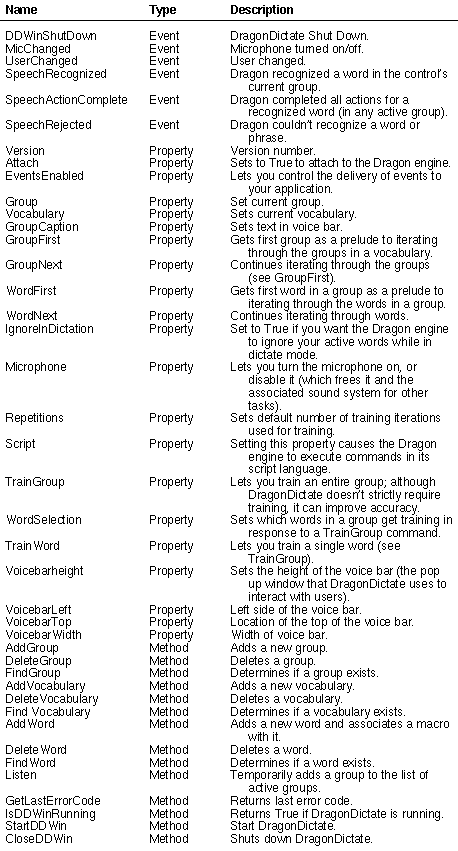 Name Type Description
DDWinShutDown Event DragonDictate Shut Down.
MicChanged Event Microphone turned on/off.
UserChanged Event User changed.
SpeechRecognized Event Dragon recognized a word in the control's
current group.
SpeechActionComplete Event Dragon completed all actions for a
recognized word (in any active group).
SpeechRejected Event Dragon couldn't recognize a word or
phrase.
Version Property Version number.
Attach Property Sets to True to attach to the Dragon engine.
EventsEnabled Property Lets you control the delivery of events to
your application.
Group Property Set current group.
Vocabulary Property Sets current vocabulary.
GroupCaption Property Sets text in voice bar.
GroupFirst Property Gets first group as a prelude to iterating
through the groups in a vocabulary.
GroupNext Property Continues iterating through the groups
(see GroupFirst).
WordFirst Property Gets first word in a group as a prelude to
iterating through the words in a group.
WordNext Property Continues iterating through words.
IgnoreInDictation Property Set to True if you want the Dragon engine
to ignore your active words while in
dictate mode.
Microphone Property Lets you turn the microphone on, or
disable it (which frees it and the
associated sound system for other
tasks).
Repetitions Property Sets default number of training iterations
used for training.
Script Property Setting this property causes the Dragon
engine to execute commands in its
script language.
TrainGroup Property Lets you train an entire group; although
DragonDictate doesn't strictly require
training, it can improve accuracy.
WordSelection Property Sets which words in a group get training in
response to a TrainGroup command.
TrainWord Property Lets you train a single word (see
TrainGroup).
Voicebarheight Property Sets the height of the voice bar (the pop
up window that DragonDictate uses to
interact with users).
VoicebarLeft Property Left side of the voice bar.
VoicebarTop Property Location of the top of the voice bar.
VoicebarWidth Property Width of voice bar.
AddGroup Method Adds a new group.
DeleteGroup Method Deletes a group.
FindGroup Method Determines if a group exists.
AddVocabulary Method Adds a new vocabulary.
DeleteVocabulary Method Deletes a vocabulary.
Find Vocabulary Method Determines if a vocabulary exists.
AddWord Method Adds a new word and associates a macro
with it.
DeleteWord Method Deletes a word.
FindWord Method Determines if a word exists.
Listen Method Temporarily adds a group to the list of
active groups.
GetLastErrorCode Method Returns last error code.
IsDDWinRunning Method Returns True if DragonDictate is running.
StartDDWin Method Start DragonDictate.
CloseDDWin Method Shuts down DragonDictate.